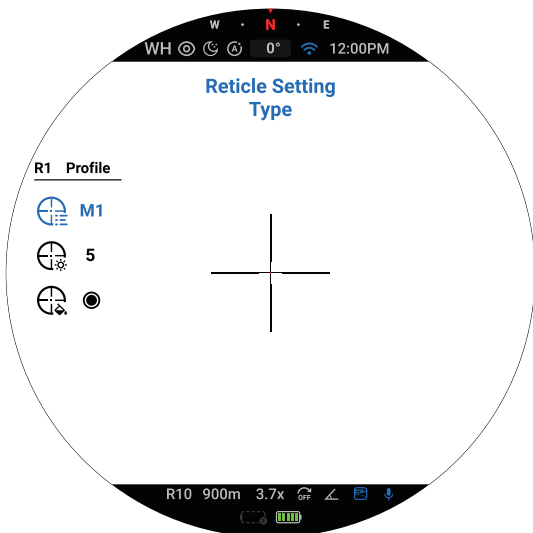 W · N · E
WH A 0° 12:00PM
Reticle Setting
Type
R1 Profile
M1
5
R10 900m 3.7x OFF